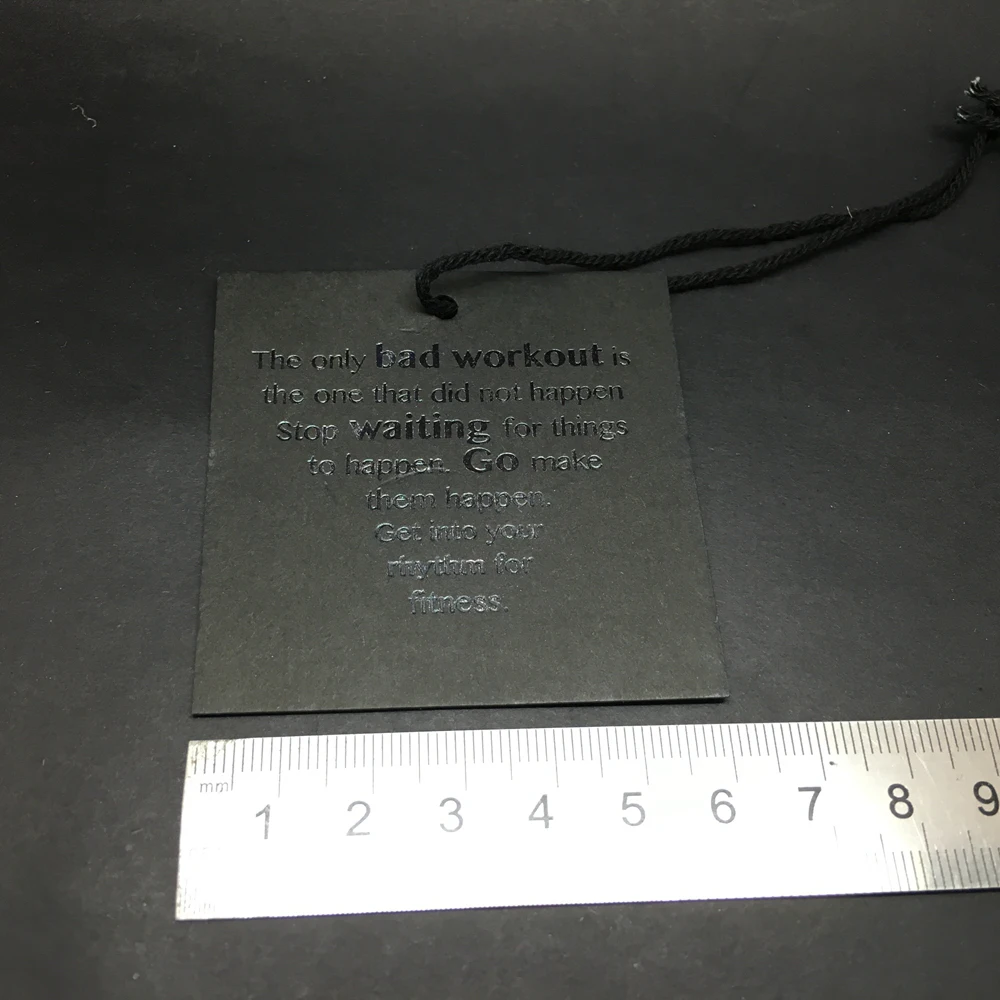 The only bad workout is
the one that did not happen
Stop waiting for things
to happen. Go make
them happen.
Get into your
rhythm for
fitness.
mm
1 2 3 4 5 6 7 8 9